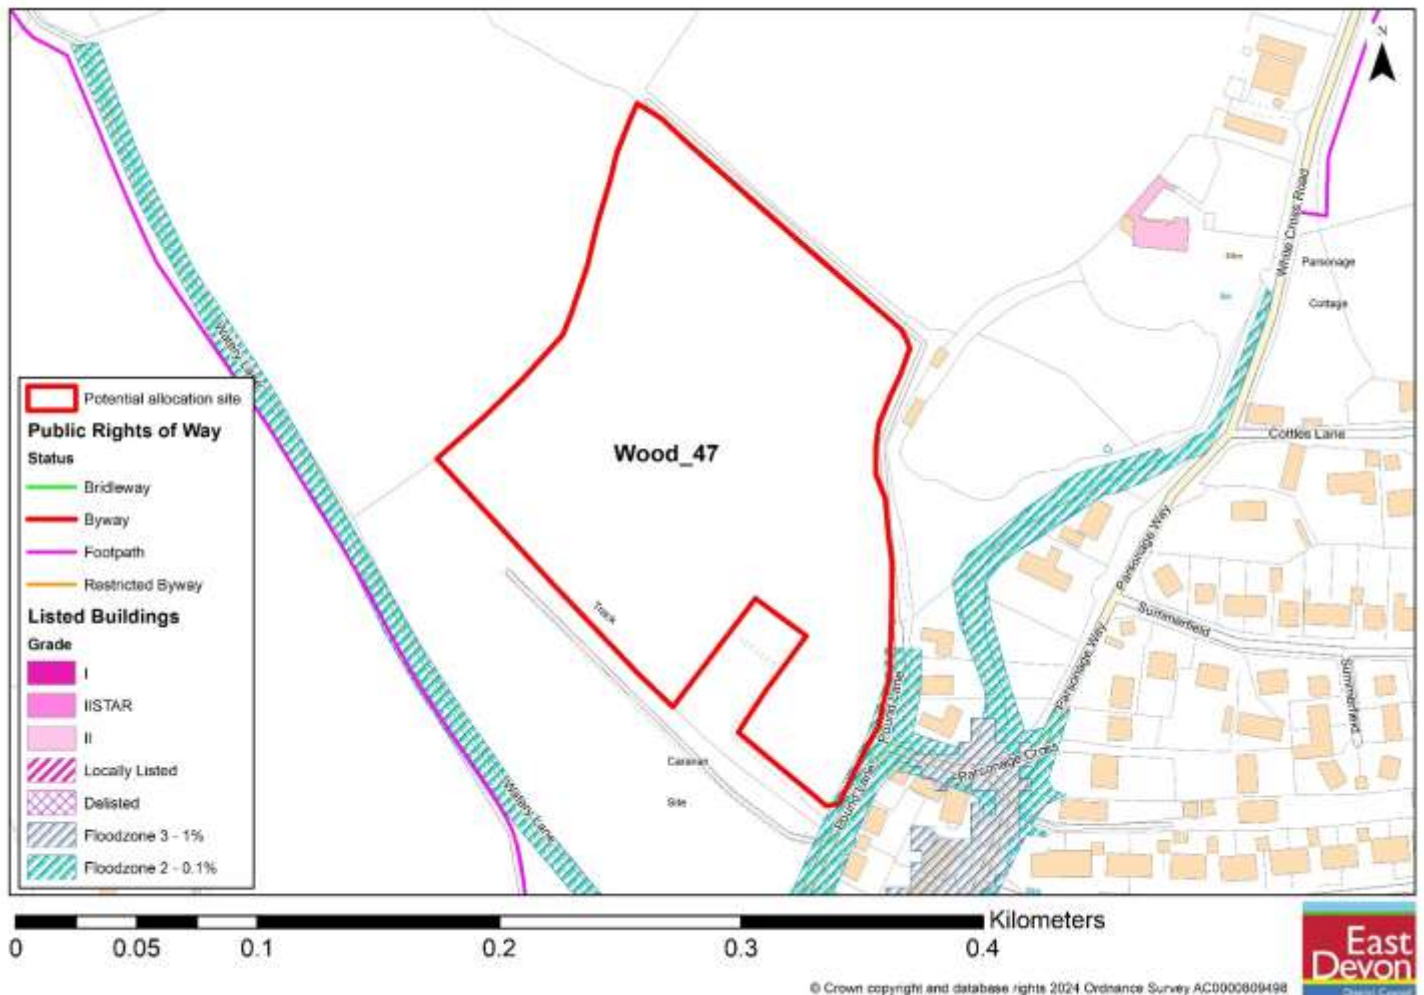 N
White Cross Road
Parsonage
Cottage
Watery Lane
Potential allocation site
Public Rights of Way
Status
Bridleway
Byway
Footpath
Restricted Byway
Listed Buildings
Grade
I
IISTAR
II
Locally Listed
Delisted
Floodzone 3 - 1%
Floodzone 2 - 0.1%
Wood_47
Cottles Lane
Parsonage Way
Summerfield
Track
Parsonage Way
Summerfield
Pound Lane
Parsonage Cross
Caravan
Site
Pound Lane
Watery Lane
Kilometers
0 0.05 0.1 0.2 0.3 0.4
East
Devon
District Council
© Crown copyright and database rights 2024 Ordnance Survey AC0000809498